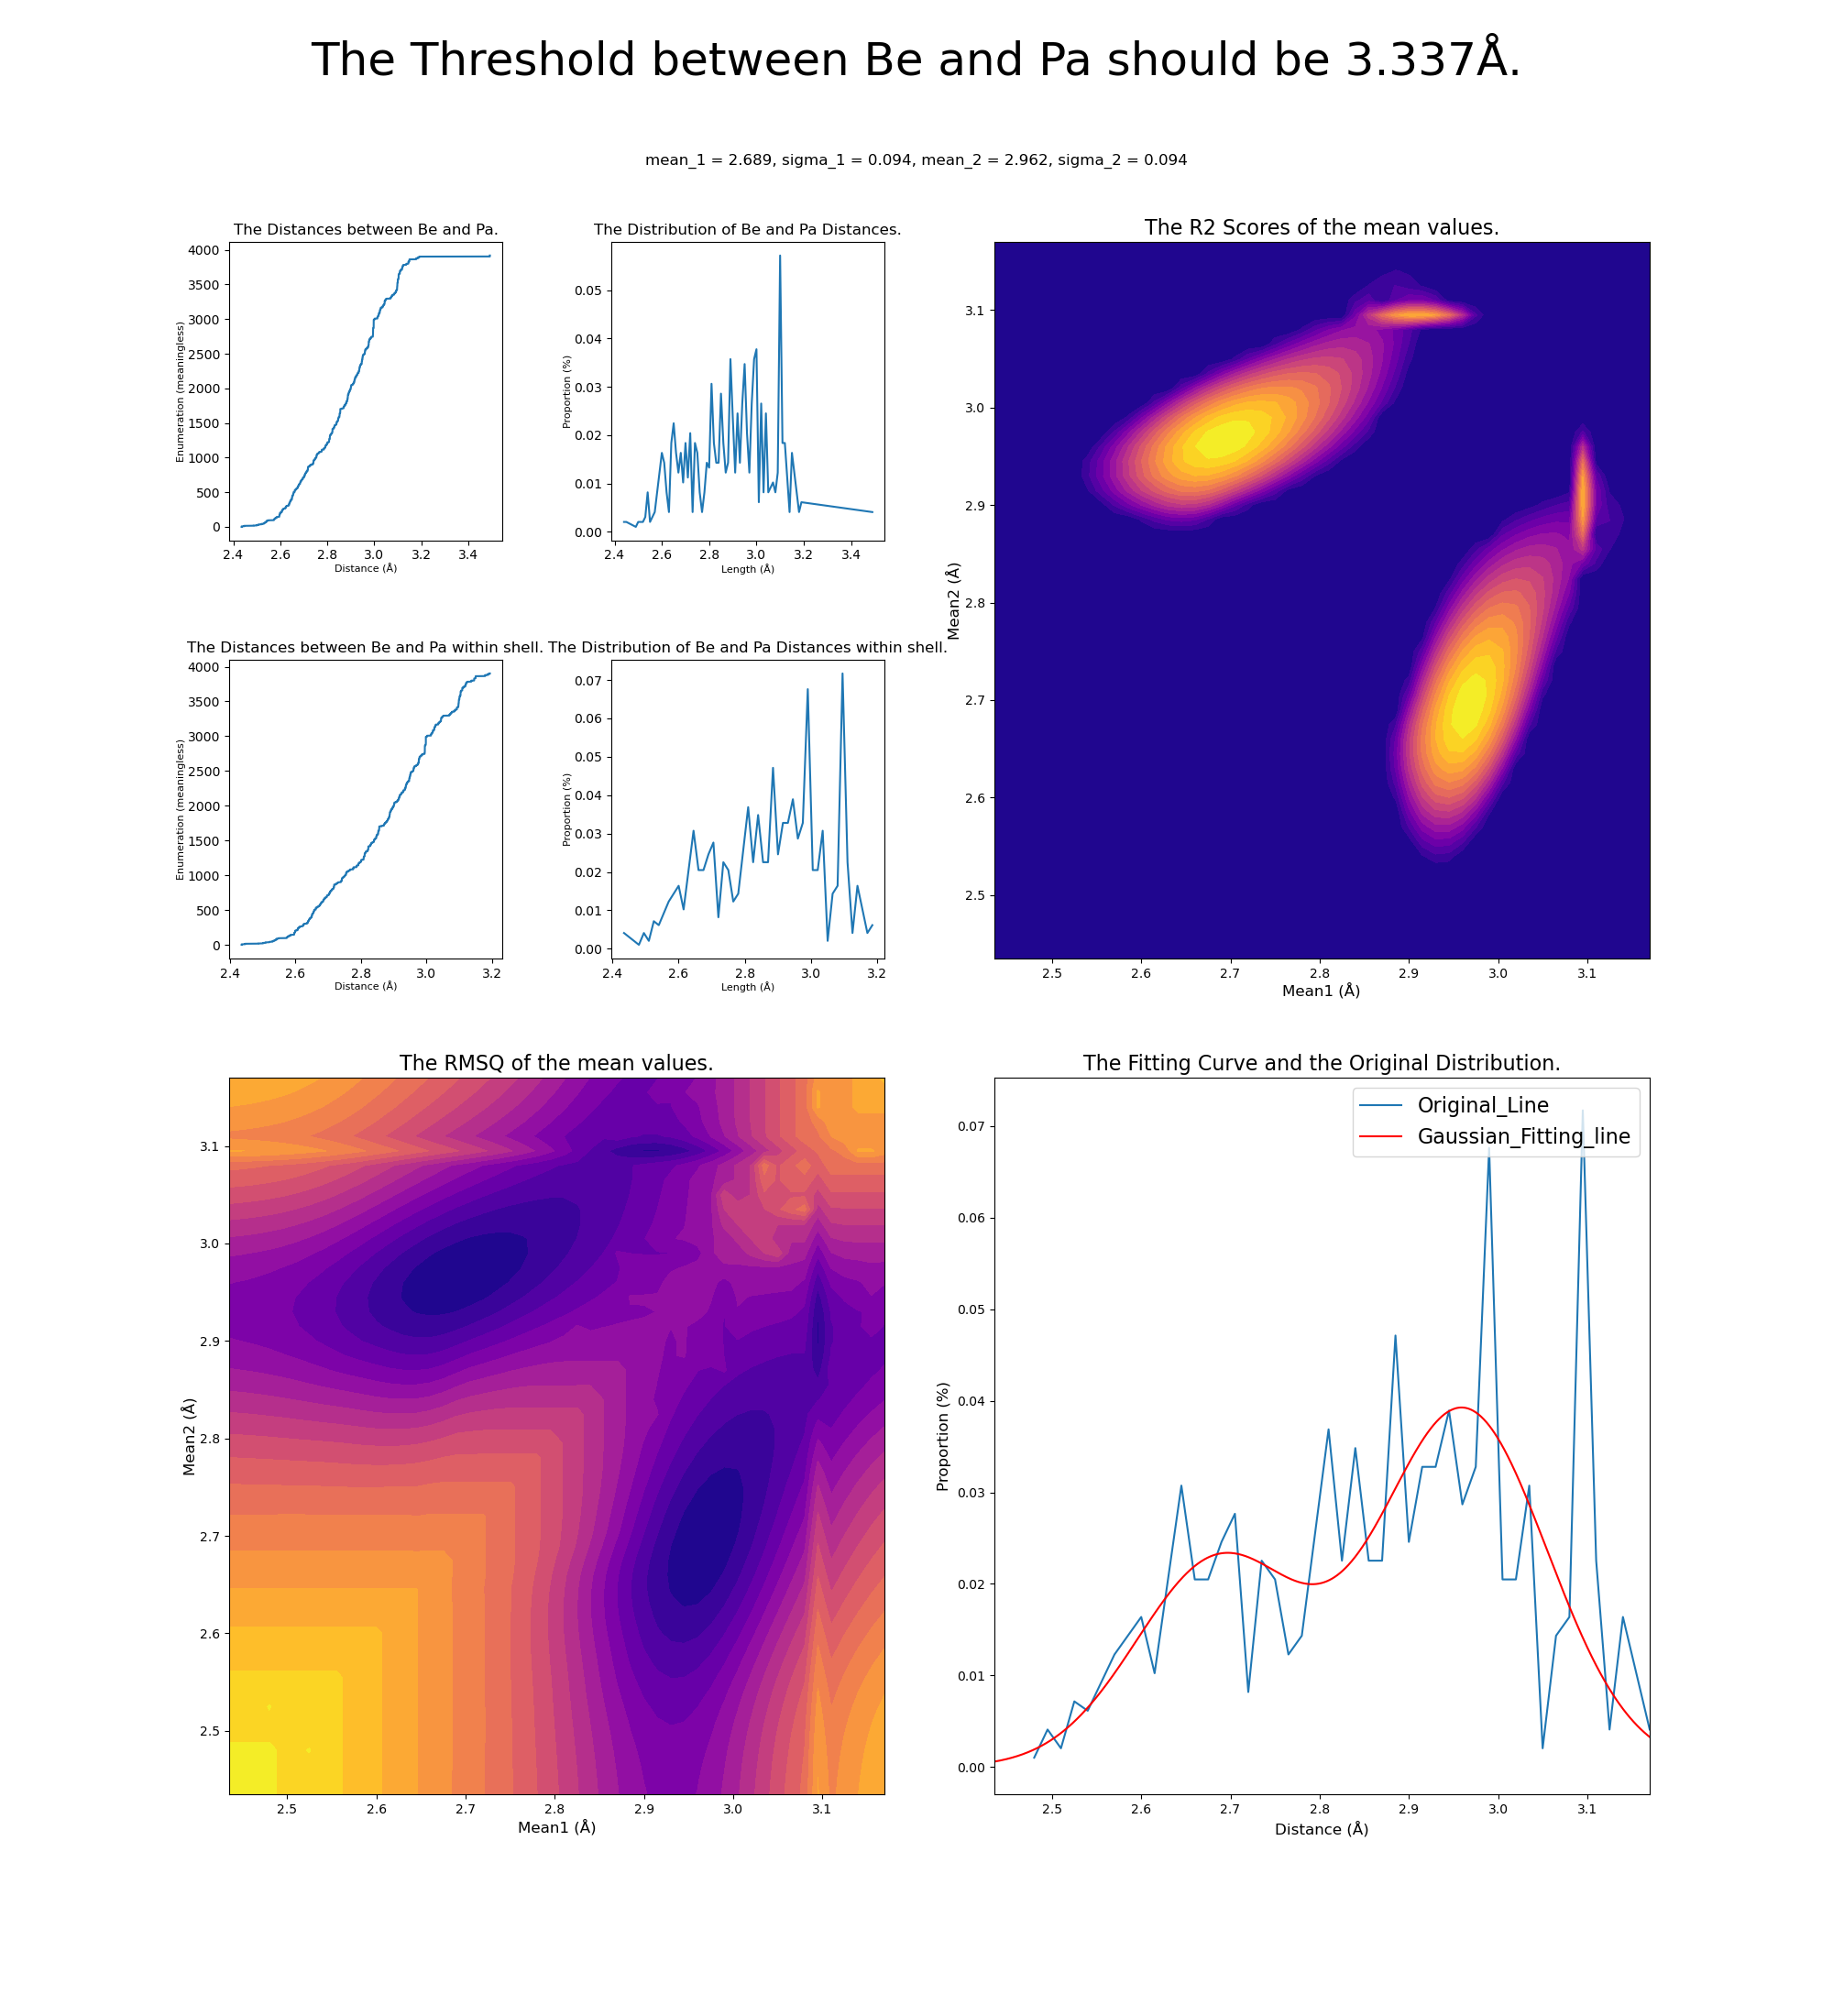 The Threshold between Be and Pa should be 3.337Å.
mean_1 = 2.689, sigma_1 = 0.094, mean_2 = 2.962, sigma_2 = 0.094
The Distances between Be and Pa.
4000
3500
3000
2500
2000
1500
1000
500
0
Enumeration (meaningless)
2.4 2.6 2.8 3.0 3.2 3.4
Distance (Å)
The Distribution of Be and Pa Distances.
0.05
0.04
0.03
0.02
0.01
0.00
Proportion (%)
2.4 2.6 2.8 3.0 3.2 3.4
Length (Å)
The R2 Scores of the mean values.
3.1
3.0
2.9
2.8
2.7
2.6
2.5
Mean2 (Å)
2.5 2.6 2.7 2.8 2.9 3.0 3.1
Mean1 (Å)
The Distances between Be and Pa within shell.
4000
3500
3000
2500
2000
1500
1000
500
0
Enumeration (meaningless)
2.4 2.6 2.8 3.0 3.2
Distance (Å)
The Distribution of Be and Pa Distances within shell.
0.07
0.06
0.05
0.04
0.03
0.02
0.01
0.00
Proportion (%)
2.4 2.6 2.8 3.0 3.2
Length (Å)
The RMSQ of the mean values.
3.1
3.0
2.9
2.8
2.7
2.6
2.5
Mean2 (Å)
2.5 2.6 2.7 2.8 2.9 3.0 3.1
Mean1 (Å)
The Fitting Curve and the Original Distribution.
Original_Line
Gaussian_Fitting_line
0.07
0.06
0.05
0.04
0.03
0.02
0.01
0.00
Proportion (%)
2.5 2.6 2.7 2.8 2.9 3.0 3.1
Distance (Å)